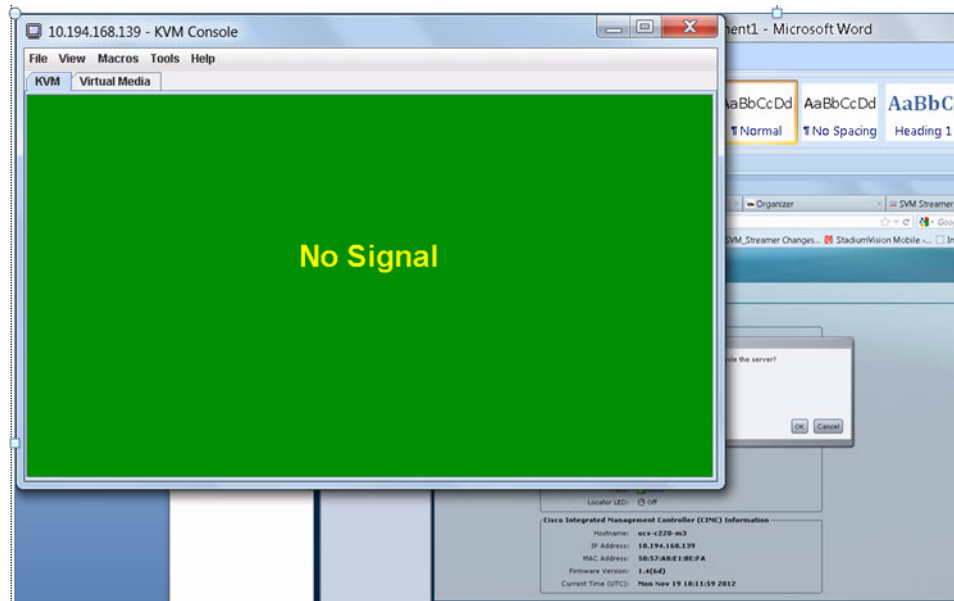 10.194.168.139 - KVM Console
ment1 - Microsoft Word
File View Macros Tools Help
KVM Virtual Media
AaBbCcDd AaBbCcDd AaBbC
¶ Normal ¶ No Spacing Heading 1
No Signal
Organizer SVM Streamer
SVM_Streamer Changes... StadiumVision Mobile -...
the server?
OK Cancel
Locator LED: Off
Cisco Integrated Management Controller (CIMC) Information
Hostname: ucs-c220-m3
IP Address: 10.194.168.139
MAC Address: 50:57:A8:E1:8E:FA
Firmware Version: 1.4(6d)
Current Time (UTC): Mon Nov 19 18:11:59 2012